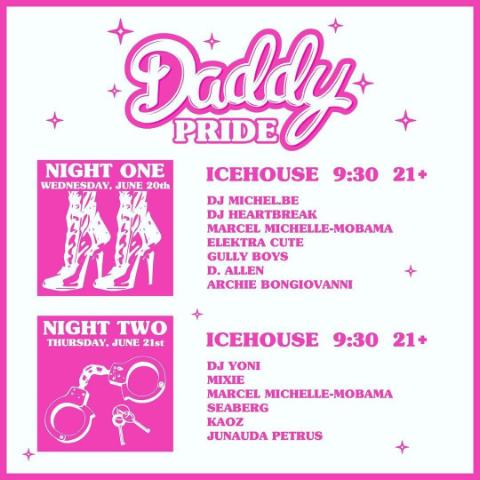 Daddy
PRIDE
NIGHT ONE
WEDNESDAY, JUNE 20th
ICEHOUSE 9:30 21+
DJ MICHEL.BE
DJ HEARTBREAK
MARCEL MICHELLE-MOBAMA
ELEKTRA CUTE
GULLY BOYS
D. ALLEN
ARCHIE BONGIOVANNI
NIGHT TWO
THURSDAY, JUNE 21st
ICEHOUSE 9:30 21+
DJ YONI
MIXIE
MARCEL MICHELLE-MOBAMA
SEABERG
KAOZ
JUNAUDA PETRUS